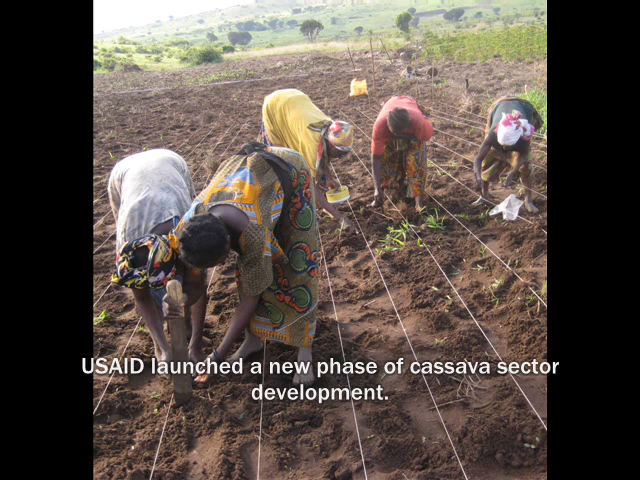 USAID launched a new phase of cassava sector
development.